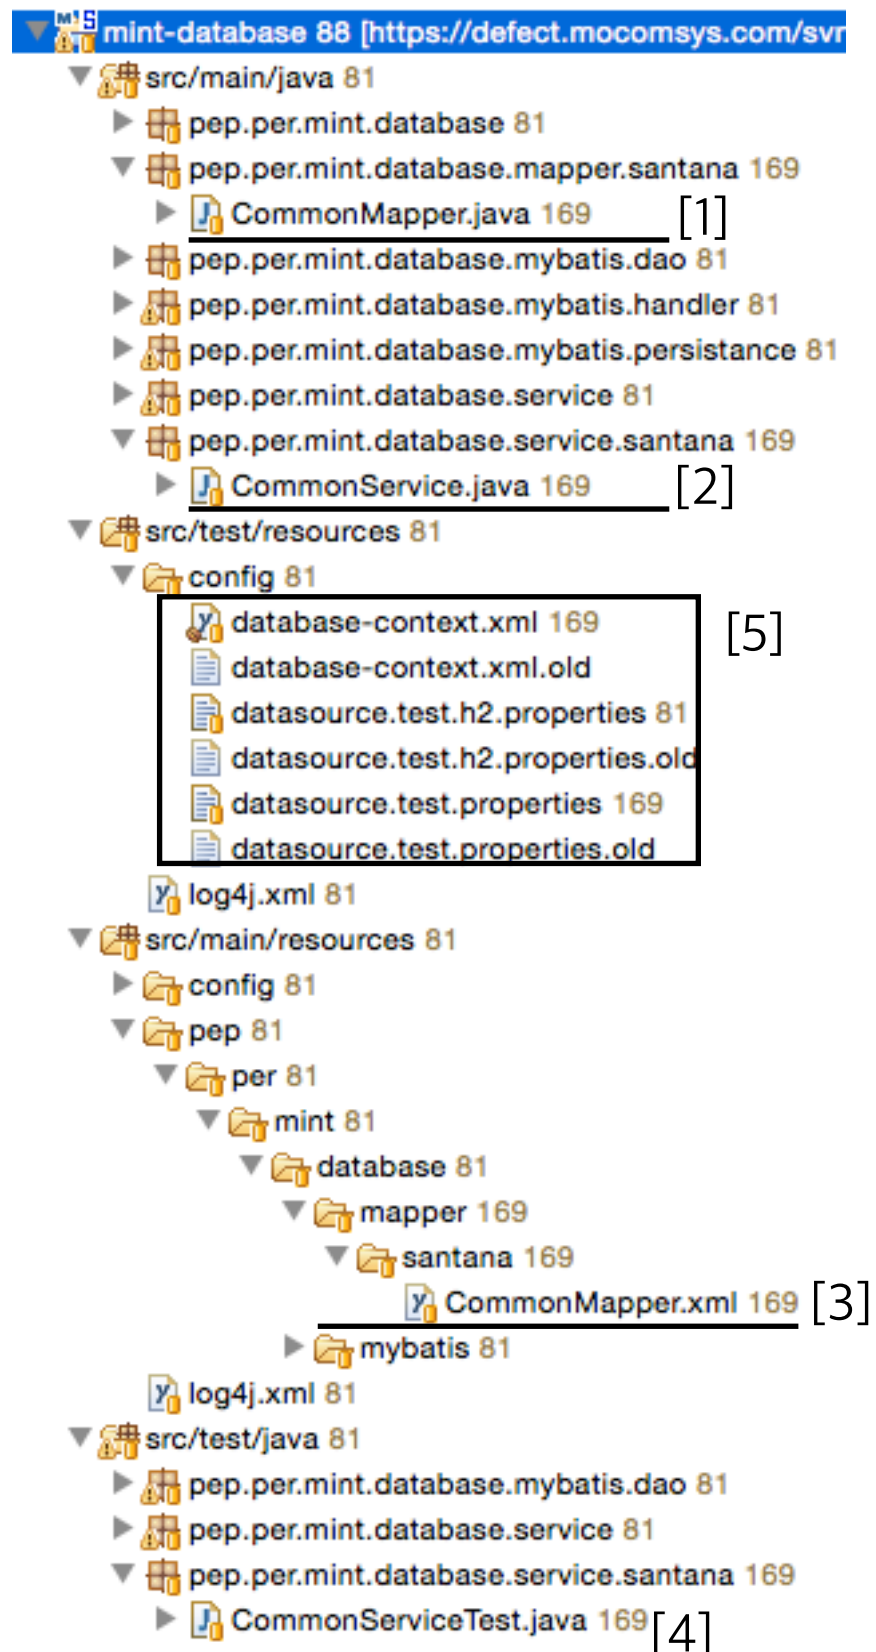 mint-database 88 [https://defect.mocomsys.com/svn
src/main/java 81
pep.per.mint.database 81
pep.per.mint.database.mapper.santana 169
CommonMapper.java 169 [1]
pep.per.mint.database.mybatis.dao 81
pep.per.mint.database.mybatis.handler 81
pep.per.mint.database.mybatis.persistance 81
pep.per.mint.database.service 81
pep.per.mint.database.service.santana 169
CommonService.java 169 [2]
src/test/resources 81
config 81
database-context.xml 169 [5]
database-context.xml.old
datasource.test.h2.properties 81
datasource.test.h2.properties.old
datasource.test.properties 169
datasource.test.properties.old
log4j.xml 81
src/main/resources 81
config 81
pep 81
per 81
mint 81
database 81
mapper 169
santana 169
CommonMapper.xml 169 [3]
mybatis 81
log4j.xml 81
src/test/java 81
pep.per.mint.database.mybatis.dao 81
pep.per.mint.database.service 81
pep.per.mint.database.service.santana 169
CommonServiceTest.java 169 [4]